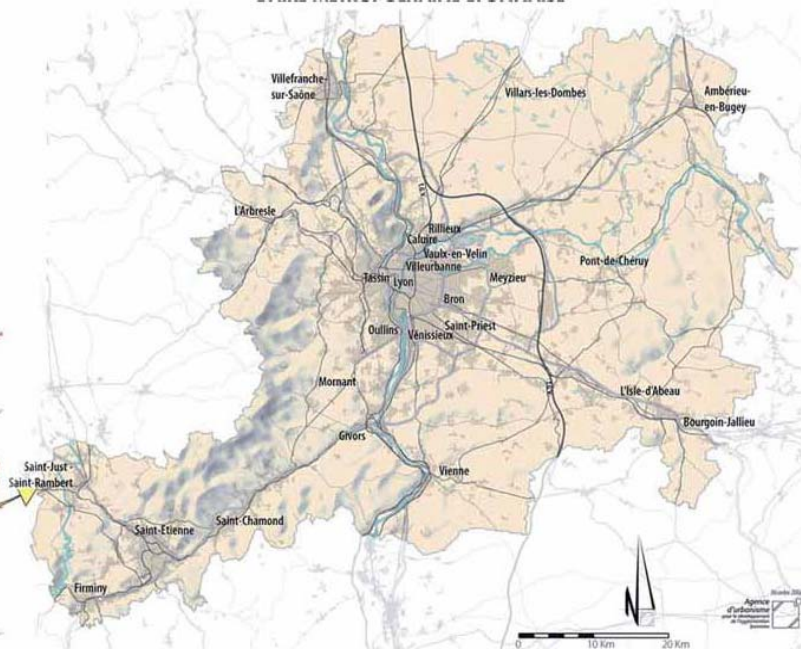 Villefranche-
sur-Saône
Villars-les-Dombes
Ambérieu-
en-Bugey
L'Arbresle
Rillieux
Caluire
Vaulx-en-Velin
Villeurbanne
Pont-de-Chéruy
Tassin
Lyon
Meyzieu
Bron
Oullins
Saint-Priest
Vénissieux
Mornant
L'Isle-d'Abeau
Bourgoin-Jallieu
Givors
Vienne
Saint-Just -
Saint-Rambert
Saint-Chamond
Saint-Etienne
Firminy
N
0
10 Km
20 Km
Agence
d'urbanisme